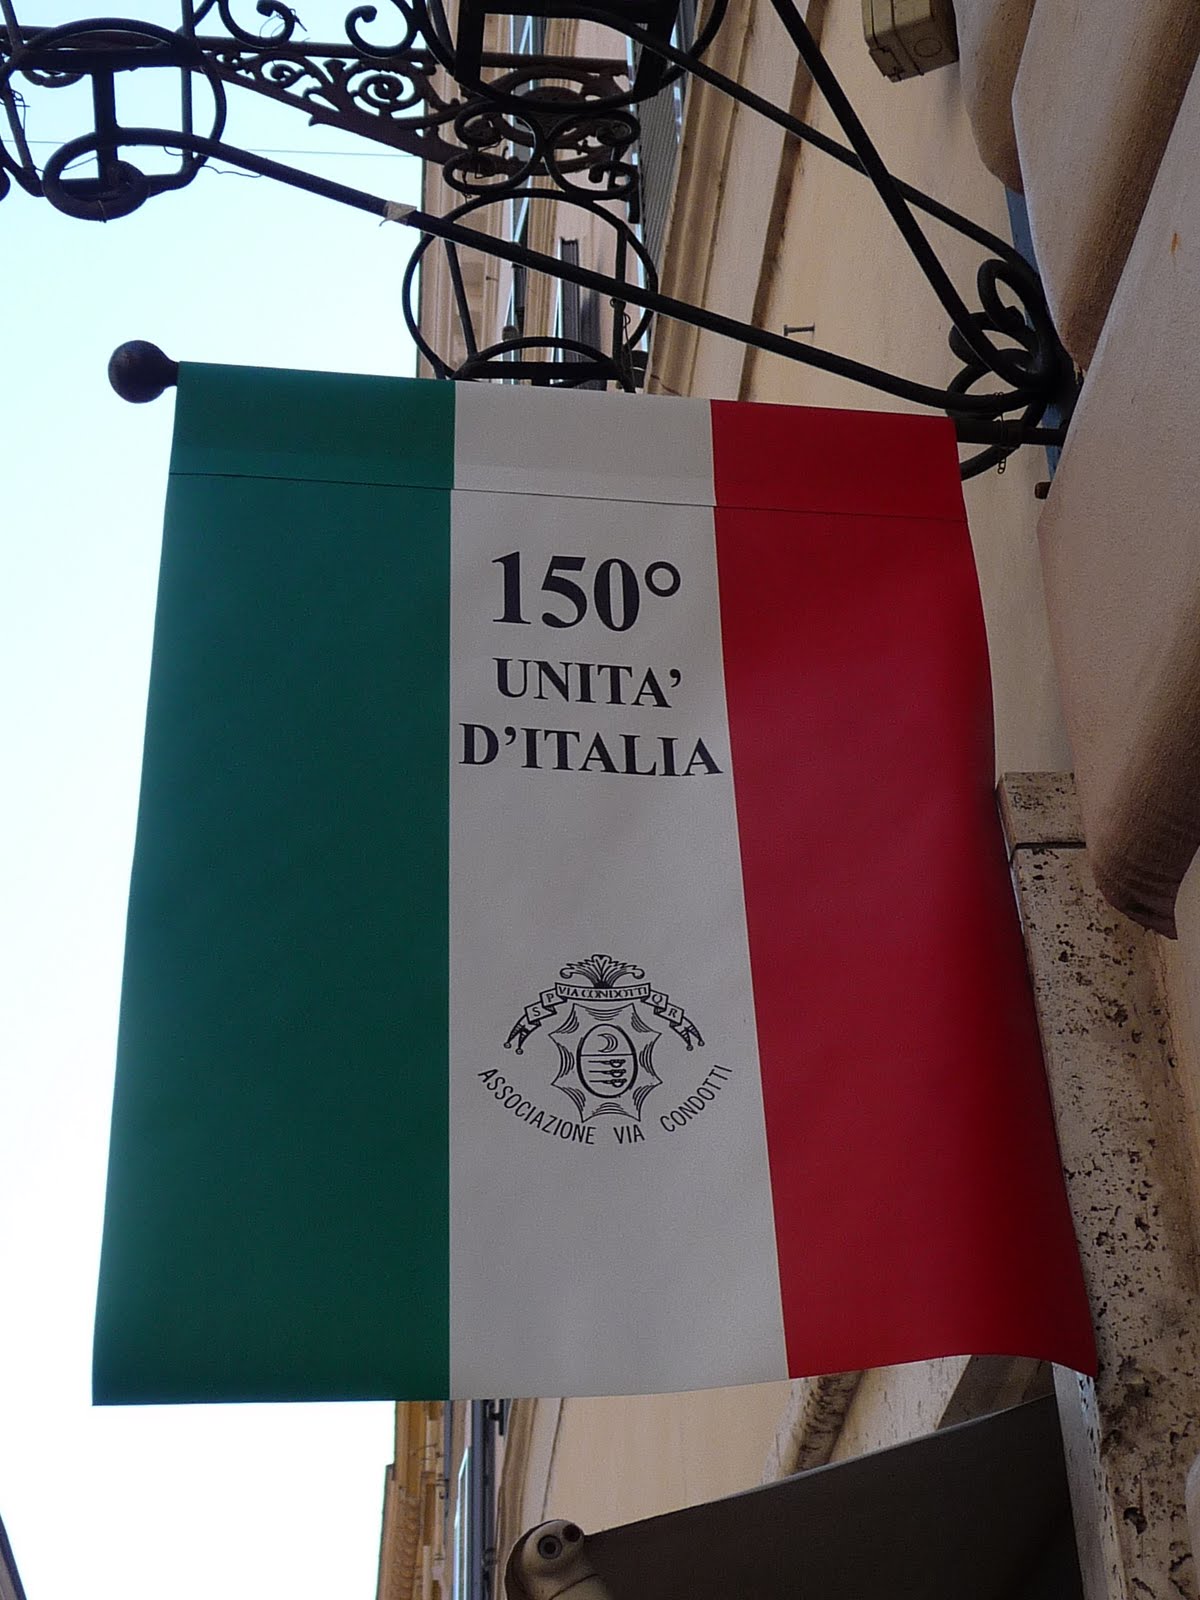 150°
UNITA’
D’ITALIA
S P VIA CONDOTTI Q R
ASSOCIAZIONE VIA CONDOTTI